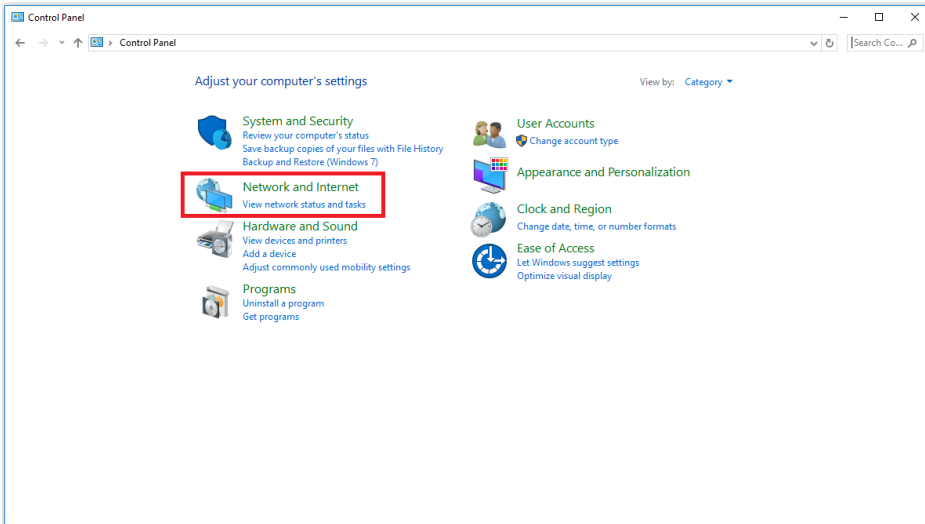 Control Panel
Control Panel
Search Co...
Adjust your computer's settings
View by: Category
System and Security
Review your computer's status
Save backup copies of your files with File History
Backup and Restore (Windows 7)
Network and Internet
View network status and tasks
Hardware and Sound
View devices and printers
Add a device
Adjust commonly used mobility settings
Programs
Uninstall a program
Get programs
User Accounts
Change account type
Appearance and Personalization
Clock and Region
Change date, time, or number formats
Ease of Access
Let Windows suggest settings
Optimize visual display